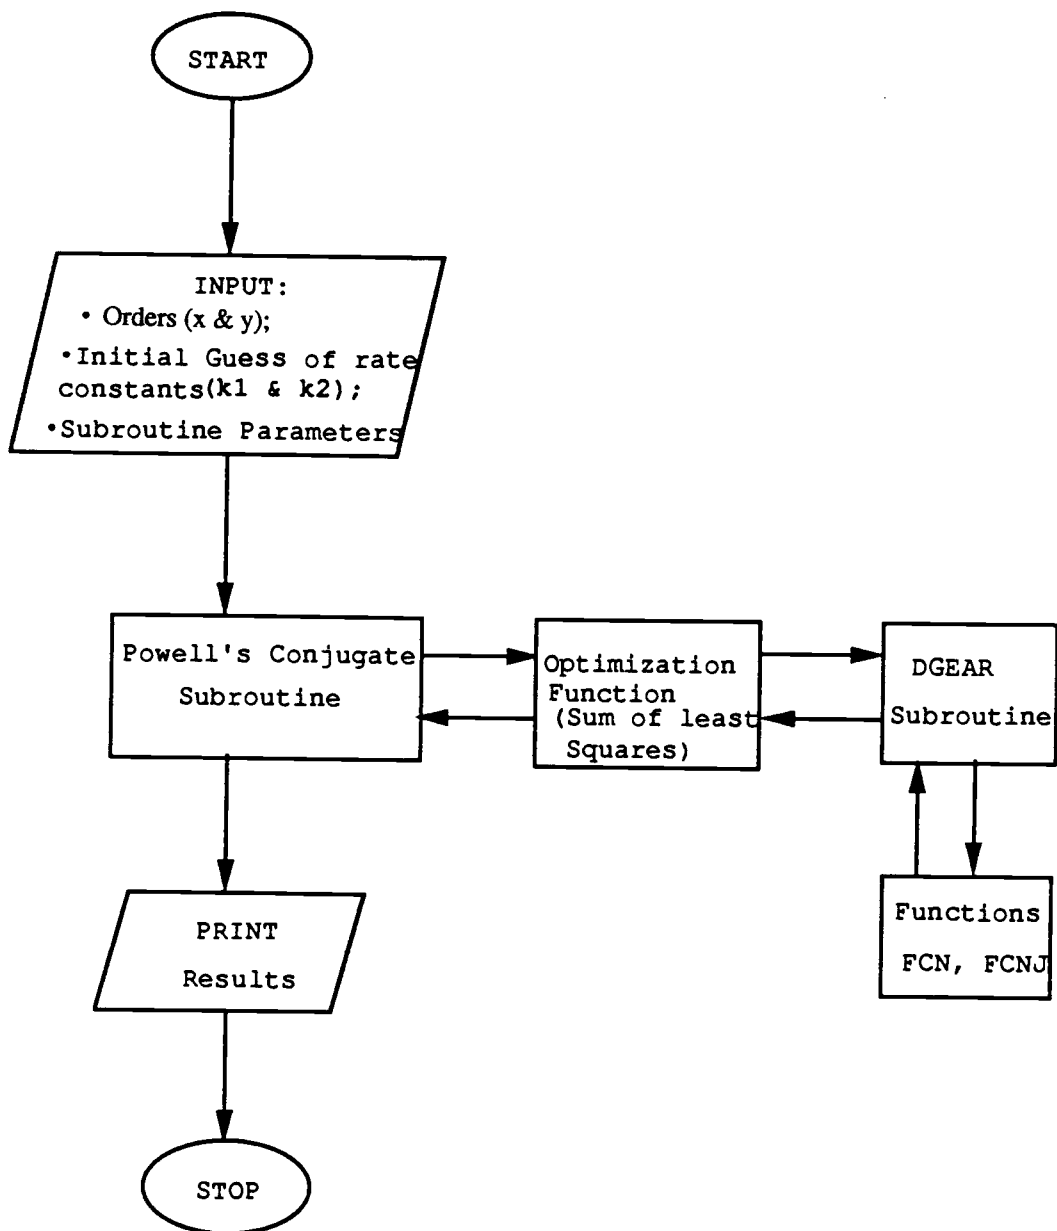 START
INPUT:
• Orders (x & y);
•Initial Guess of rate
constants(k1 & k2);
•Subroutine Parameters
Powell's Conjugate
Subroutine
Optimization
Function
(Sum of least
Squares)
DGEAR
Subroutine
Functions
FCN, FCNJ
PRINT
Results
STOP